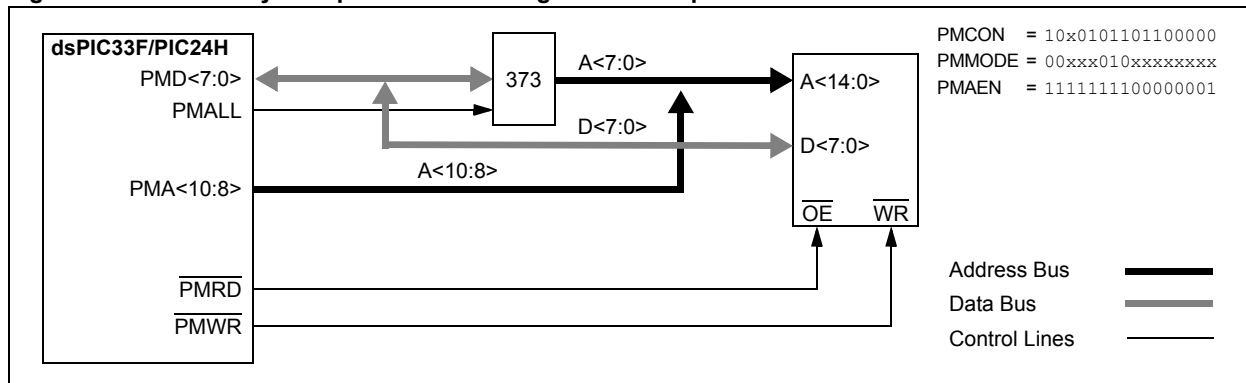 dsPIC33F/PIC24H
PMD<7:0>
PMALL
PMA<10:8>
PMRD
PMWR
373
A<7:0>
D<7:0>
A<10:8>
A<14:0>
D<7:0>
OE WR
PMCON = 10x0101101100000
PMMODE = 00xxx010xxxxxxxx
PMAEN = 1111111100000001
Address Bus
Data Bus
Control Lines